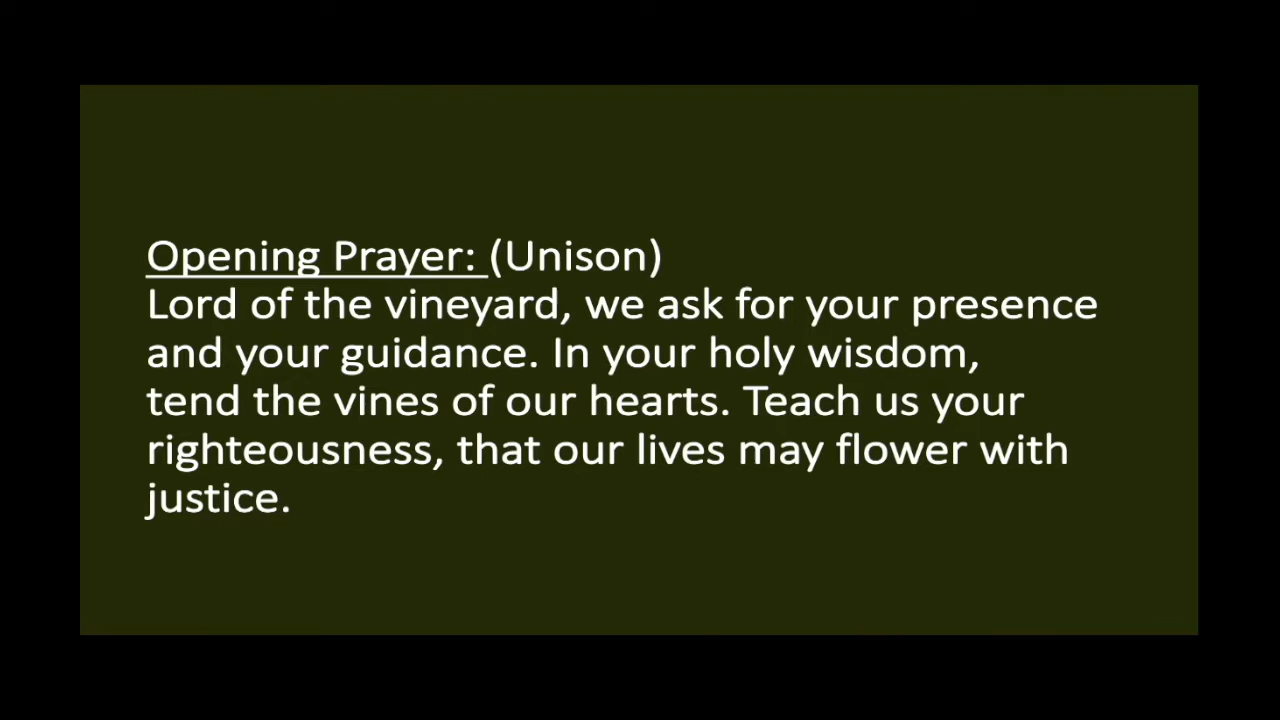 Opening Prayer: (Unison)
Lord of the vineyard, we ask for your presence
and your guidance. In your holy wisdom,
tend the vines of our hearts. Teach us your
righteousness, that our lives may flower with
justice.